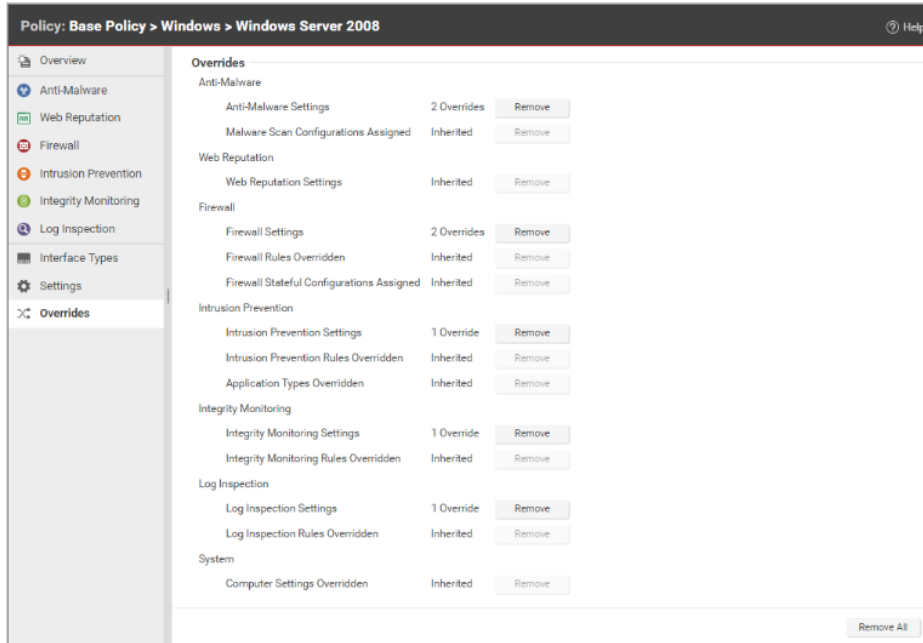 Policy: Base Policy > Windows > Windows Server 2008
Help
Overview
Anti-Malware
Web Reputation
Firewall
Intrusion Prevention
Integrity Monitoring
Log Inspection
Interface Types
Settings
Overrides
Overrides
Anti-Malware
Anti-Malware Settings 2 Overrides Remove
Malware Scan Configurations Assigned Inherited Remove
Web Reputation
Web Reputation Settings Inherited Remove
Firewall
Firewall Settings 2 Overrides Remove
Firewall Rules Overridden Inherited Remove
Firewall Stateful Configurations Assigned Inherited Remove
Intrusion Prevention
Intrusion Prevention Settings 1 Override Remove
Intrusion Prevention Rules Overridden Inherited Remove
Application Types Overridden Inherited Remove
Integrity Monitoring
Integrity Monitoring Settings 1 Override Remove
Integrity Monitoring Rules Overridden Inherited Remove
Log Inspection
Log Inspection Settings 1 Override Remove
Log Inspection Rules Overridden Inherited Remove
System
Computer Settings Overridden Inherited Remove
Remove All